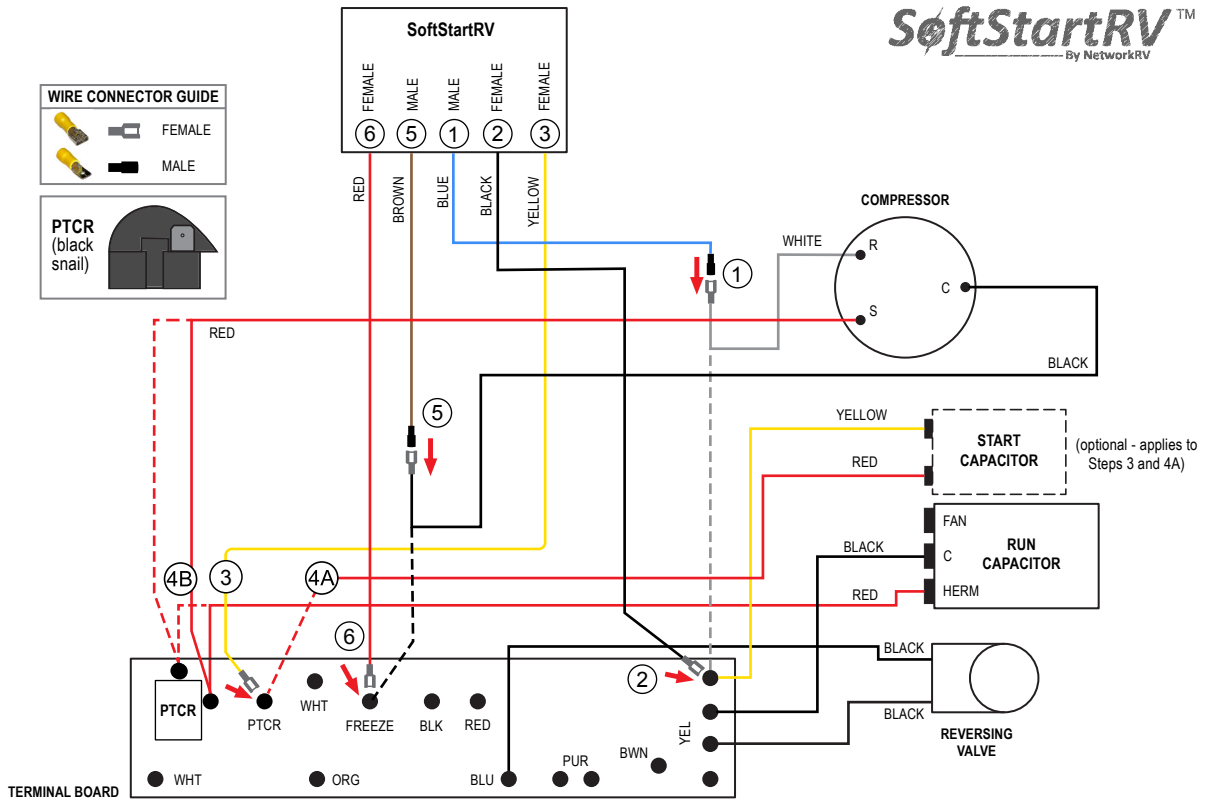 SoftStartRV™
By NetworkRV
SoftStartRV
FEMALE
MALE
MALE
FEMALE
FEMALE
6
5
1
2
3
WIRE CONNECTOR GUIDE
FEMALE
MALE
PTCR
(black
snail)
RED
BROWN
BLUE
BLACK
YELLOW
COMPRESSOR
WHITE
R
C
S
1
RED
BLACK
5
YELLOW
START
CAPACITOR
(optional - applies to
Steps 3 and 4A)
RED
FAN
RUN
CAPACITOR
BLACK
C
RED
HERM
4B
3
4A
6
2
BLACK
BLACK
REVERSING
VALVE
PTCR
PTCR
WHT
FREEZE
BLK
RED
YEL
WHT
ORG
BLU
PUR
BWN
TERMINAL BOARD